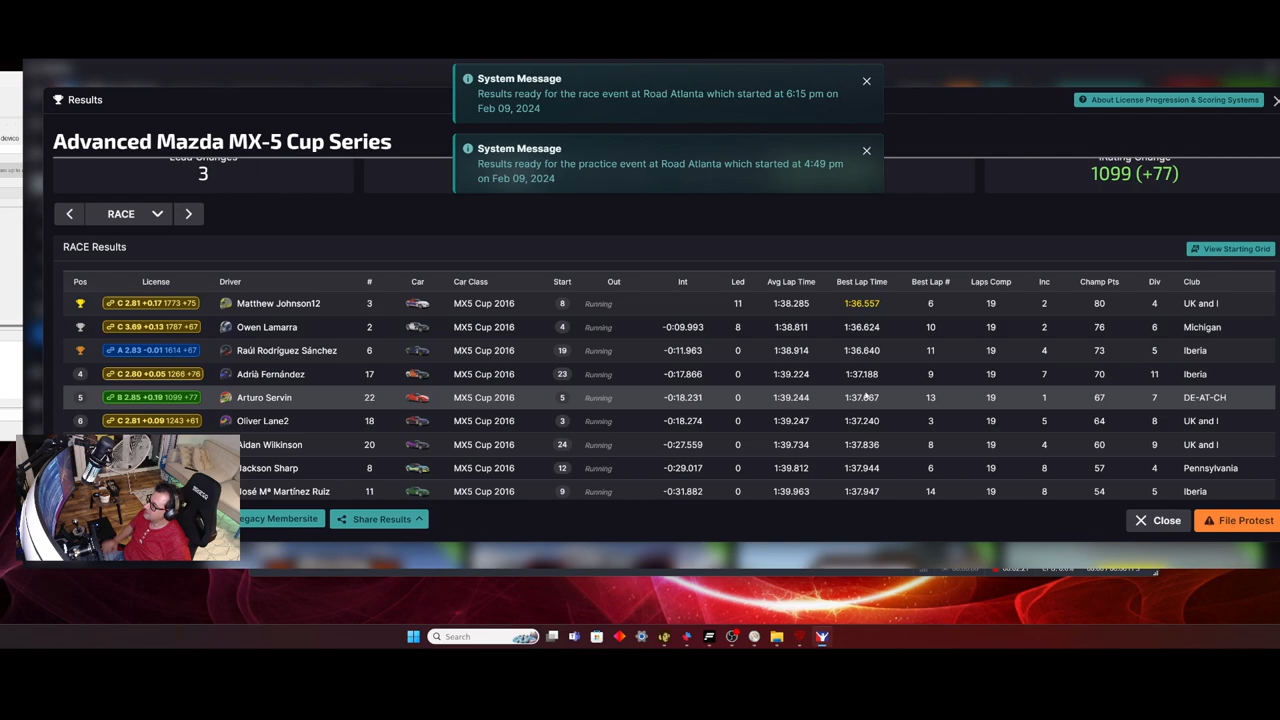 System Message
Results ready for the race event at Road Atlanta which started at 6:15 pm on
Feb 09, 2024
System Message
Results ready for the practice event at Road Atlanta which started at 4:49 pm
on Feb 09, 2024
Results
About License Progression & Scoring Systems
Advanced Mazda MX-5 Cup Series
Lead Changes
3
iRating Change
1099 (+77)
RACE
RACE Results
View Starting Grid
Pos License Driver # Car Car Class Start Out Int Led Avg Lap Time Best Lap Time Best Lap # Laps Comp Inc Champ Pts Div Club
C 2.81 +0.17 1773 +75 Matthew Johnson12 3 MX5 Cup 2016 8 Running 11 1:38.285 1:36.557 6 19 2 80 4 UK and I
C 3.69 +0.13 1787 +67 Owen Lamarra 2 MX5 Cup 2016 4 Running -0:09.993 8 1:38.811 1:36.624 10 19 2 76 6 Michigan
A 2.83 -0.01 1614 +67 Raúl Rodríguez Sánchez 6 MX5 Cup 2016 19 Running -0:11.963 0 1:38.914 1:36.640 11 19 4 73 5 Iberia
4 C 2.80 +0.05 1266 +76 Adrià Fernández 17 MX5 Cup 2016 23 Running -0:17.866 0 1:39.224 1:37.188 9 19 7 70 11 Iberia
5 B 2.85 +0.19 1099 +77 Arturo Servin 22 MX5 Cup 2016 5 Running -0:18.231 0 1:39.244 13 19 1 67 7 DE-AT-CH
6 C 2.81 +0.09 1243 +61 Oliver Lane2 18 MX5 Cup 2016 3 Running -0:18.274 0 1:39.247 1:37.240 3 19 5 64 8 UK and I
Aidan Wilkinson 20 MX5 Cup 2016 24 Running -0:27.559 0 1:39.734 1:37.836 8 19 4 60 9 UK and I
Jackson Sharp 8 MX5 Cup 2016 12 Running -0:29.017 0 1:39.812 1:37.944 6 19 8 57 4 Pennsylvania
José Mª Martínez Ruiz 11 MX5 Cup 2016 9 Running -0:31.882 0 1:39.963 1:37.947 14 19 8 54 5 Iberia
Legacy Membersite
Share Results
Close
File Protest
Search